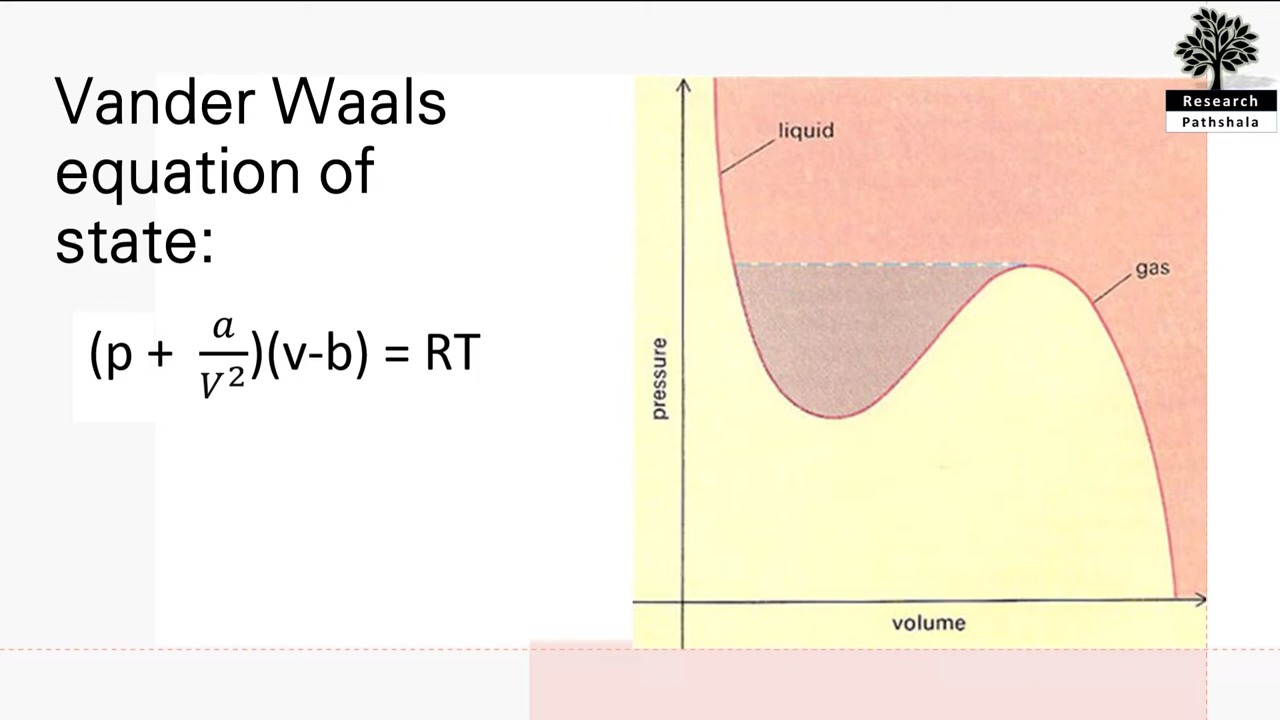 Vander Waals
equation of
state:
(p + a/V²)(v-b) = RT
liquid
gas
pressure
volume
Research
Pathshala